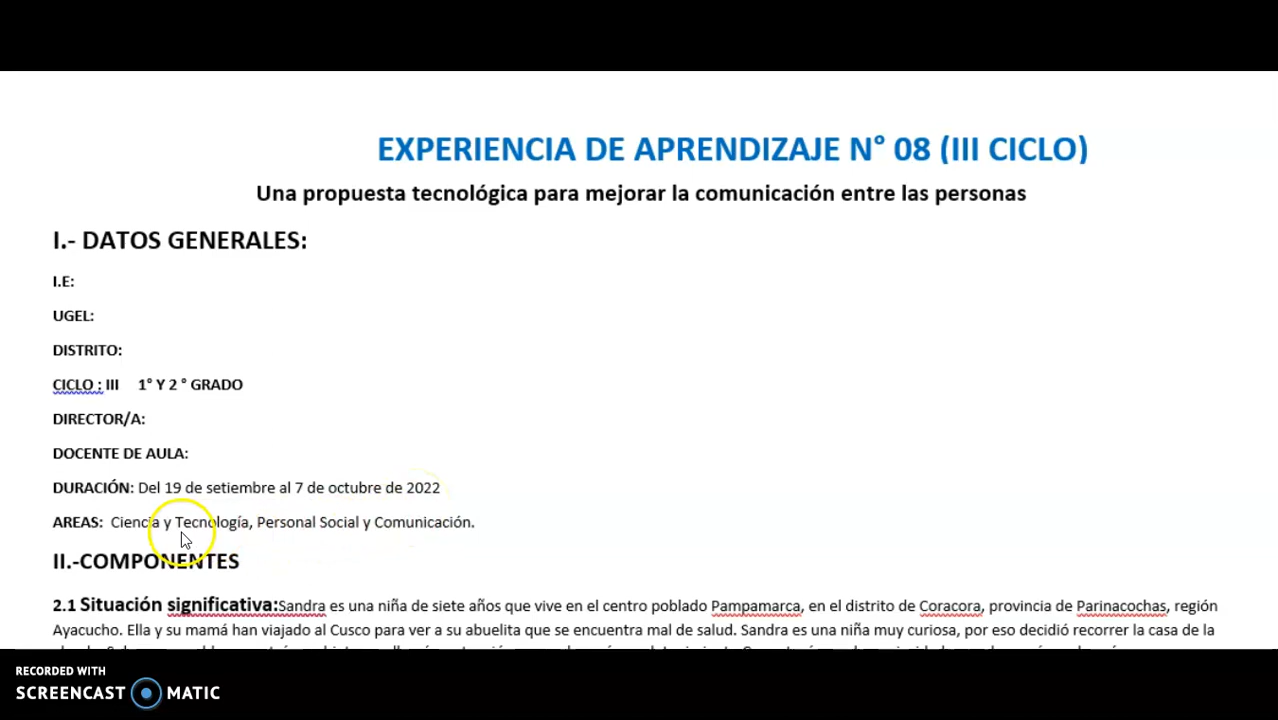 EXPERIENCIA DE APRENDIZAJE N° 08 (III CICLO)
Una propuesta tecnológica para mejorar la comunicación entre las personas
I.- DATOS GENERALES:
I.E:
UGEL:
DISTRITO:
CICLO : III 1° Y 2 ° GRADO
DIRECTOR/A:
DOCENTE DE AULA:
DURACIÓN: Del 19 de setiembre al 7 de octubre de 2022
AREAS: Ciencia y Tecnología, Personal Social y Comunicación.
II.-COMPONENTES
2.1 Situación significativa:Sandra es una niña de siete años que vive en el centro poblado Pampamarca, en el distrito de Coracora, provincia de Parinacochas, región
Ayacucho. Ella y su mamá han viajado al Cusco para ver a su abuelita que se encuentra mal de salud. Sandra es una niña muy curiosa, por eso decidió recorrer la casa de la
RECORDED WITH
SCREENCAST MATIC